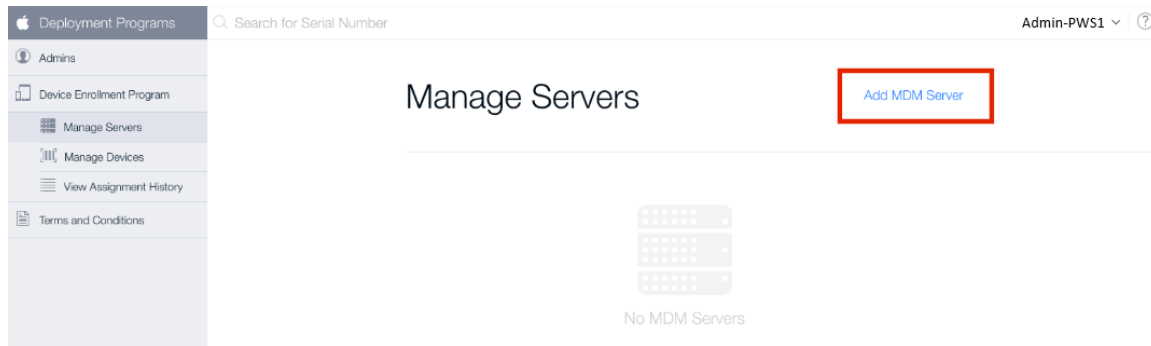 Deployment Programs
Search for Serial Number
Admin-PWS1
?
Admins
Device Enrollment Program
Manage Servers
Manage Devices
View Assignment History
Terms and Conditions
Manage Servers
Add MDM Server
No MDM Servers